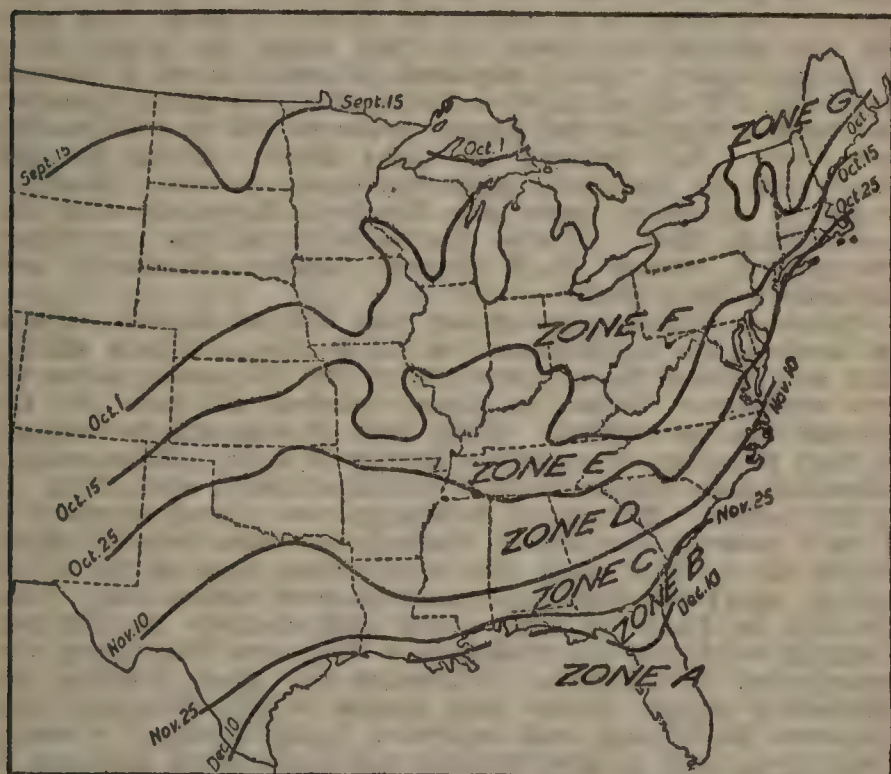 Sept. 15
Sept. 15
Oct. 1
ZONE G
Oct. 1
Oct. 15
Oct. 25
ZONE F
Oct. 1
Nov. 10
Oct. 15
ZONE E
Oct. 25
ZONE D
Nov. 25
ZONE C
ZONE B
Dec. 10
Nov. 10
ZONE A
Nov. 25
Dec. 10